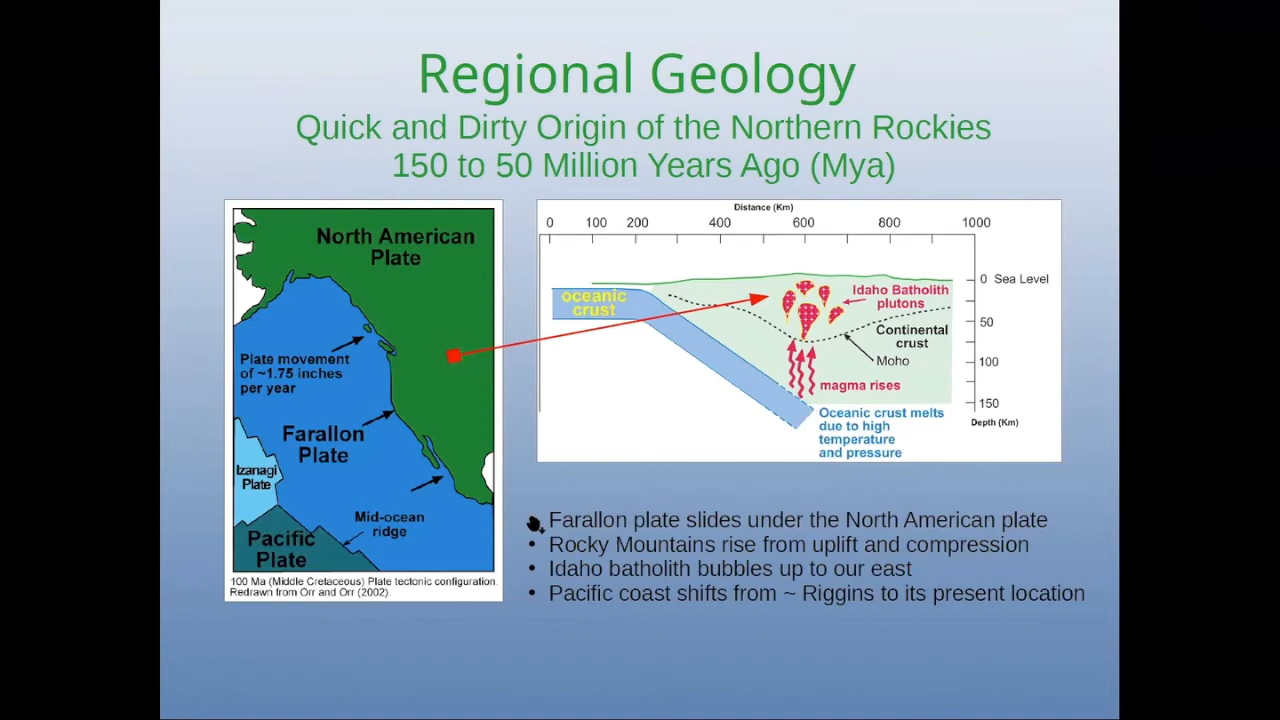 Regional Geology
Quick and Dirty Origin of the Northern Rockies
150 to 50 Million Years Ago (Mya)
North American
Plate
Plate movement
of ~1.75 inches
per year
Farallon
Plate
Izanagi
Plate
Mid-ocean
ridge
Pacific
Plate
100 Ma (Middle Cretaceous) Plate tectonic configuration.
Redrawn from Orr and Orr (2002).
Distance (Km)
0 100 200 400 600 800 1000
0 Sea Level
oceanic
crust
Idaho Batholith
plutons
50
Continental
crust
Moho
100
magma rises
150
Oceanic crust melts
due to high
temperature
and pressure
Depth (Km)
Farallon plate slides under the North American plate
• Rocky Mountains rise from uplift and compression
• Idaho batholith bubbles up to our east
• Pacific coast shifts from ~ Riggins to its present location